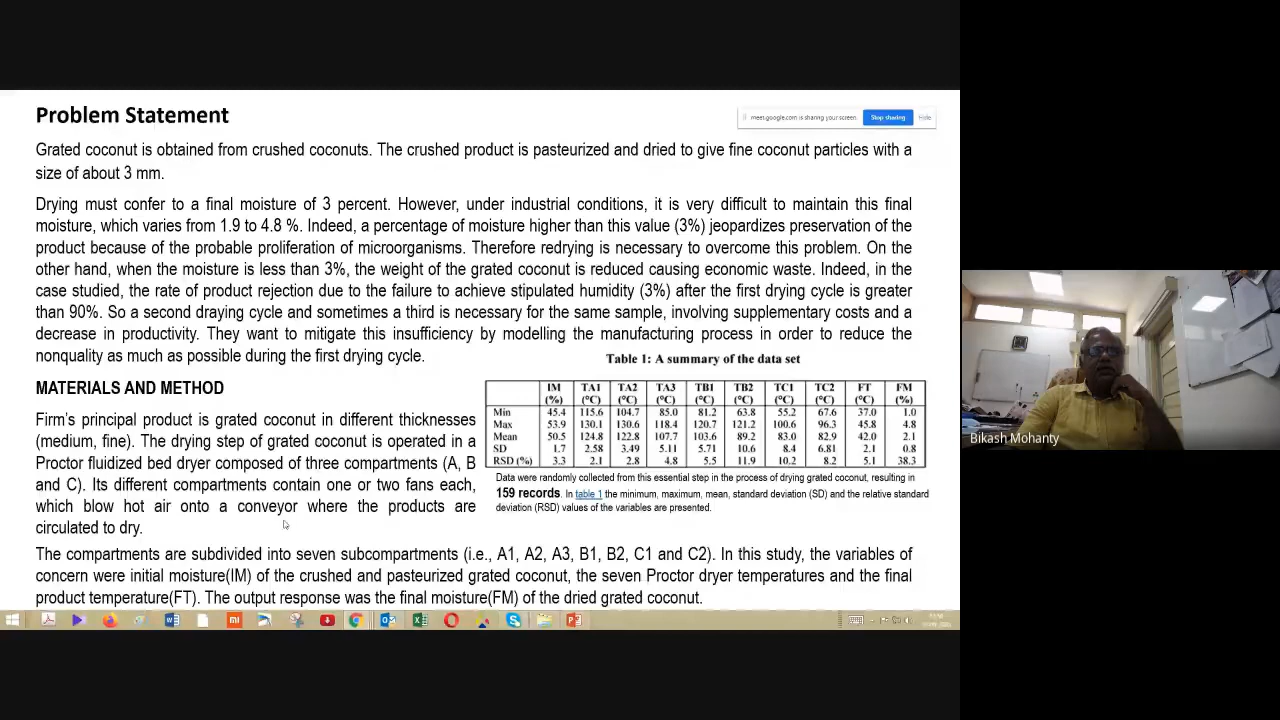 Problem Statement
meet.google.com is sharing your screen.
Stop sharing
Hide
Grated coconut is obtained from crushed coconuts. The crushed product is pasteurized and dried to give fine coconut particles with a
size of about 3 mm.
Drying must confer to a final moisture of 3 percent. However, under industrial conditions, it is very difficult to maintain this final
moisture, which varies from 1.9 to 4.8 %. Indeed, a percentage of moisture higher than this value (3%) jeopardizes preservation of the
product because of the probable proliferation of microorganisms. Therefore redrying is necessary to overcome this problem. On the
other hand, when the moisture is less than 3%, the weight of the grated coconut is reduced causing economic waste. Indeed, in the
case studied, the rate of product rejection due to the failure to achieve stipulated humidity (3%) after the first drying cycle is greater
than 90%. So a second draying cycle and sometimes a third is necessary for the same sample, involving supplementary costs and a
decrease in productivity. They want to mitigate this insufficiency by modelling the manufacturing process in order to reduce the
nonquality as much as possible during the first drying cycle.
MATERIALS AND METHOD
Firm's principal product is grated coconut in different thicknesses
(medium, fine). The drying step of grated coconut is operated in a
Proctor fluidized bed dryer composed of three compartments (A, B
and C). Its different compartments contain one or two fans each,
which blow hot air onto a conveyor where the products are
circulated to dry.
Table 1: A summary of the data set
IM TA1 TA2 TA3 TB1 TB2 TC1 TC2 FT FM
(%) (°C) (°C) (°C) (°C) (°C) (°C) (°C) (°C) (%)
Min 45.4 115.6 104.7 85.0 81.2 63.8 55.2 67.6 37.0 1.0
Max 53.9 130.1 130.6 118.4 120.7 121.2 100.6 96.3 45.8 4.8
Mean 50.5 124.8 122.8 107.7 103.6 89.2 83.0 82.9 42.0 2.1
SD 1.7 2.58 3.49 5.11 5.71 10.6 8.4 6.81 2.1 0.8
RSD (%) 3.3 2.1 2.8 4.8 5.5 11.9 10.2 8.2 5.1 38.3
Data were randomly collected from this essential step in the process of drying grated coconut, resulting in
159 records. In table 1 the minimum, maximum, mean, standard deviation (SD) and the relative standard
deviation (RSD) values of the variables are presented.
The compartments are subdivided into seven subcompartments (i.e., A1, A2, A3, B1, B2, C1 and C2). In this study, the variables of
concern were initial moisture(IM) of the crushed and pasteurized grated coconut, the seven Proctor dryer temperatures and the final
product temperature(FT). The output response was the final moisture(FM) of the dried grated coconut.
Bikash Mohanty